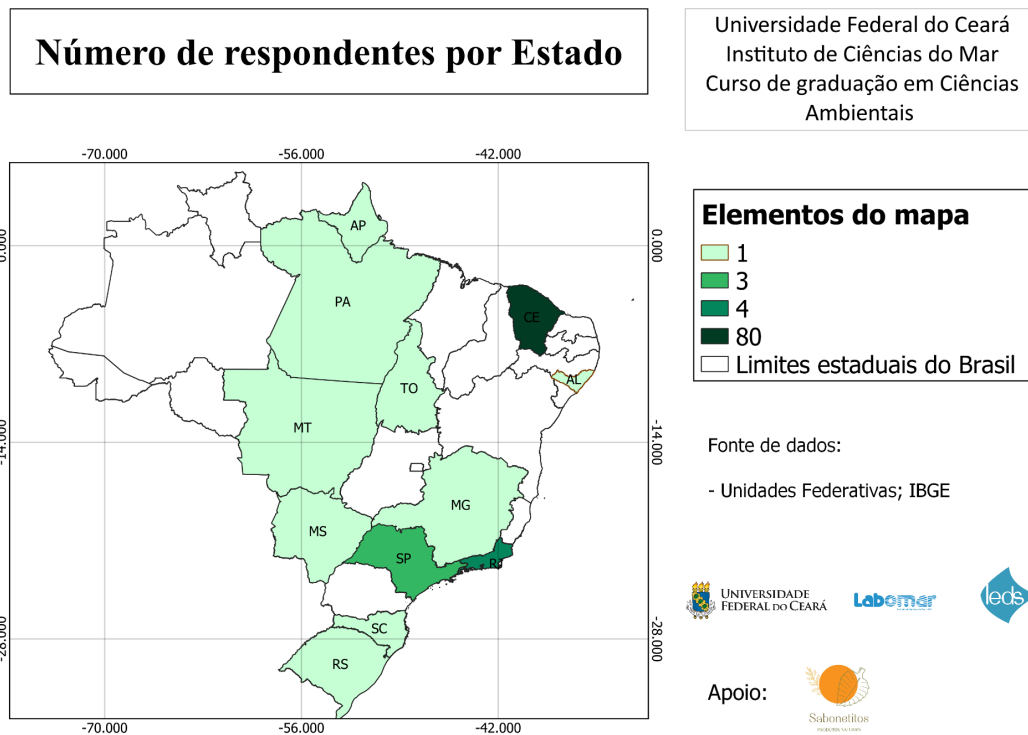 Número de respondentes por Estado
Universidade Federal do Ceará
Instituto de Ciências do Mar
Curso de graduação em Ciências
Ambientais
-70.000
-56.000
-42.000
0.000
0.000
-14.000
-14.000
-28.000
-28.000
AP
PA
CE
TO
AL
MT
MG
MS
SP
RJ
SC
RS
-70.000
-56.000
-42.000
Elementos do mapa
1
3
4
80
Limites estaduais do Brasil
Fonte de dados:
- Unidades Federativas; IBGE
UNIVERSIDADE
FEDERAL DO CEARÁ
Labomar
leds
Apoio:
Sabonetitos